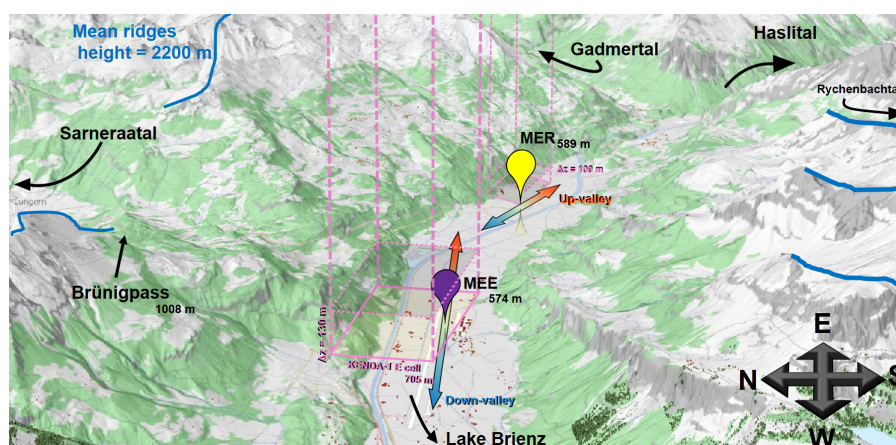 Mean ridges
height = 2200 m
Gadmertal
Haslital
Rychenbachta
Sarneraatal
MER 589 m
Δz = 109 m
Up-valley
Lungern
MEE
574 m
Brünigpass
1008 m
Δz = 130 m
KENDA-1 E cell
705 m
Down-valley
Lake Brienz
E
N
S
W